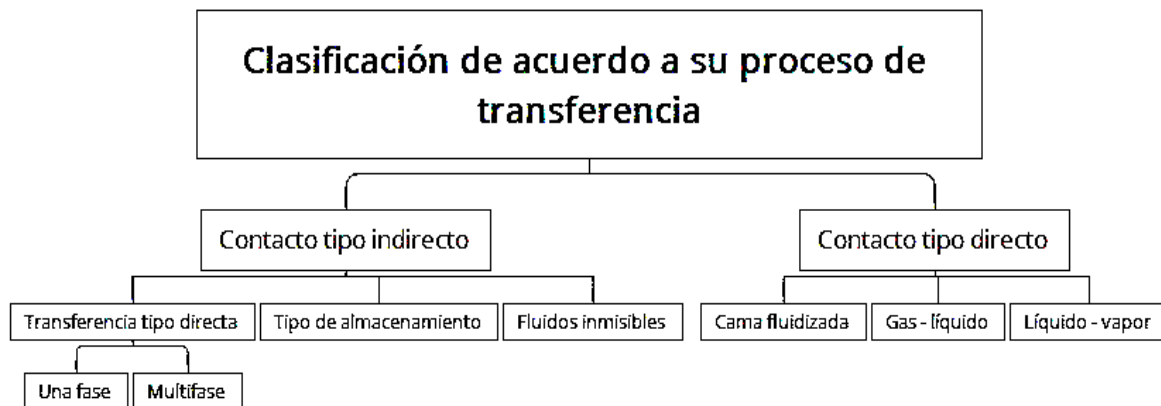 Clasificación de acuerdo a su proceso de
transferencia
Contacto tipo indirecto
Contacto tipo directo
Transferencia tipo directa
Tipo de almacenamiento
Fluidos inmisibles
Cama fluidizada
Gas - líquido
Líquido - vapor
Una fase
Multifase